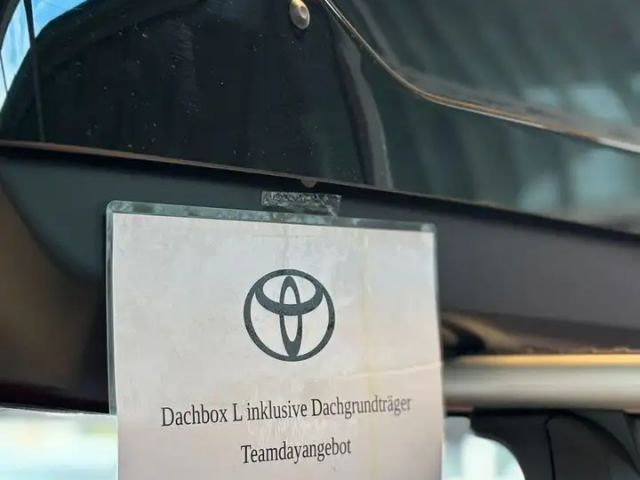 Dachbox L inklusive Dachgrundträger
Teamdayangebot